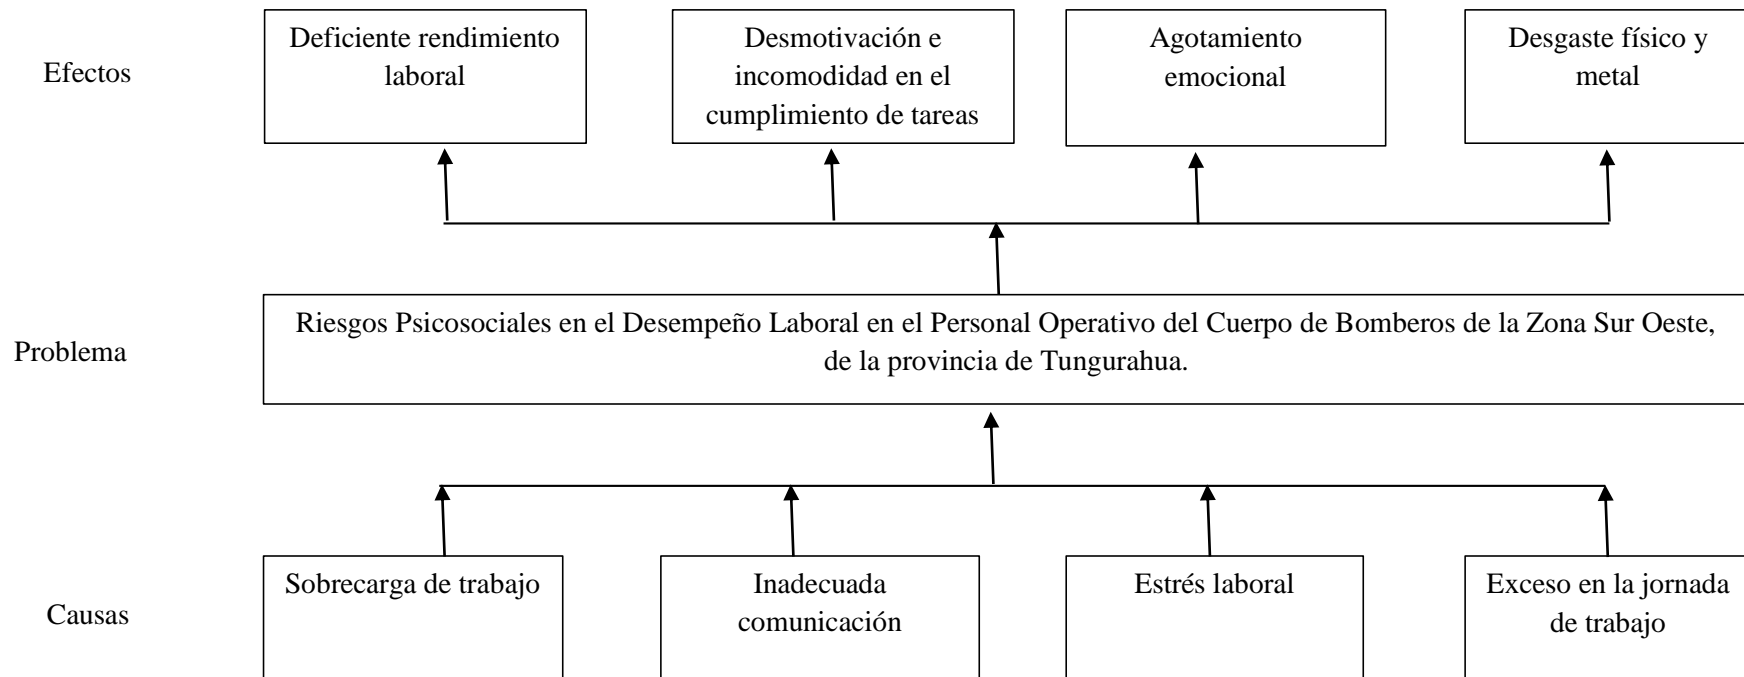 Efectos
Deficiente rendimiento
laboral
Desmotivación e
incomodidad en el
cumplimiento de tareas
Agotamiento
emocional
Desgaste físico y
metal
Problema
Riesgos Psicosociales en el Desempeño Laboral en el Personal Operativo del Cuerpo de Bomberos de la Zona Sur Oeste,
de la provincia de Tungurahua.
Causas
Sobrecarga de trabajo
Inadecuada
comunicación
Estrés laboral
Exceso en la jornada
de trabajo